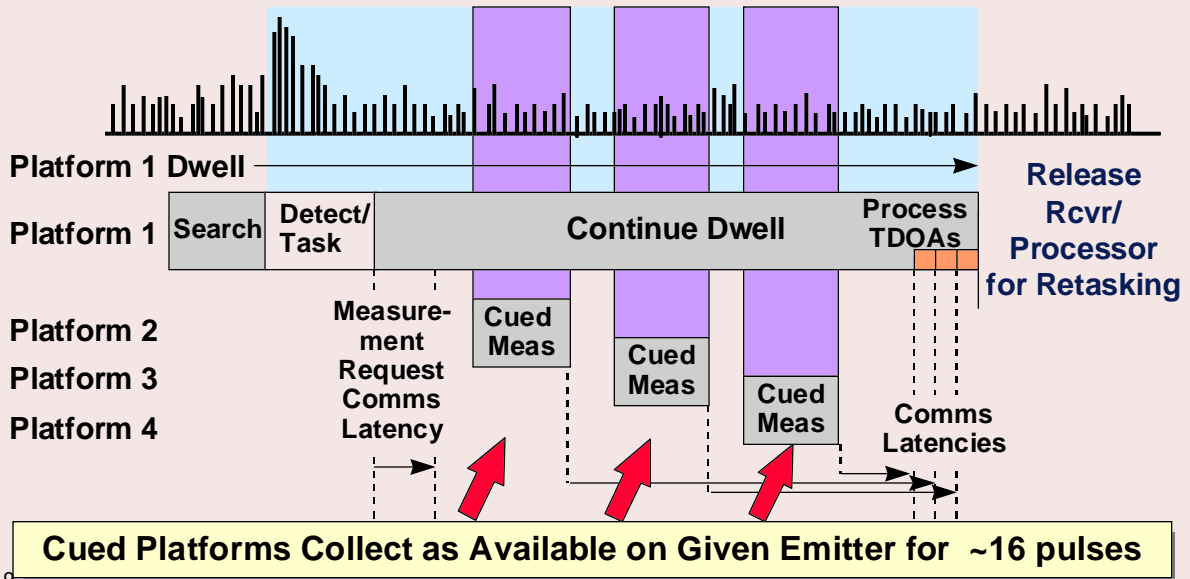 Platform 1 Dwell
Platform 1
Search
Detect/
Task
Continue Dwell
Process
TDOAs
Release
Rcvr/
Processor
for Retasking
Platform 2
Platform 3
Platform 4
Measure-
ment
Request
Comms
Latency
Cued
Meas
Cued
Meas
Cued
Meas
Comms
Latencies
Cued Platforms Collect as Available on Given Emitter for ~16 pulses